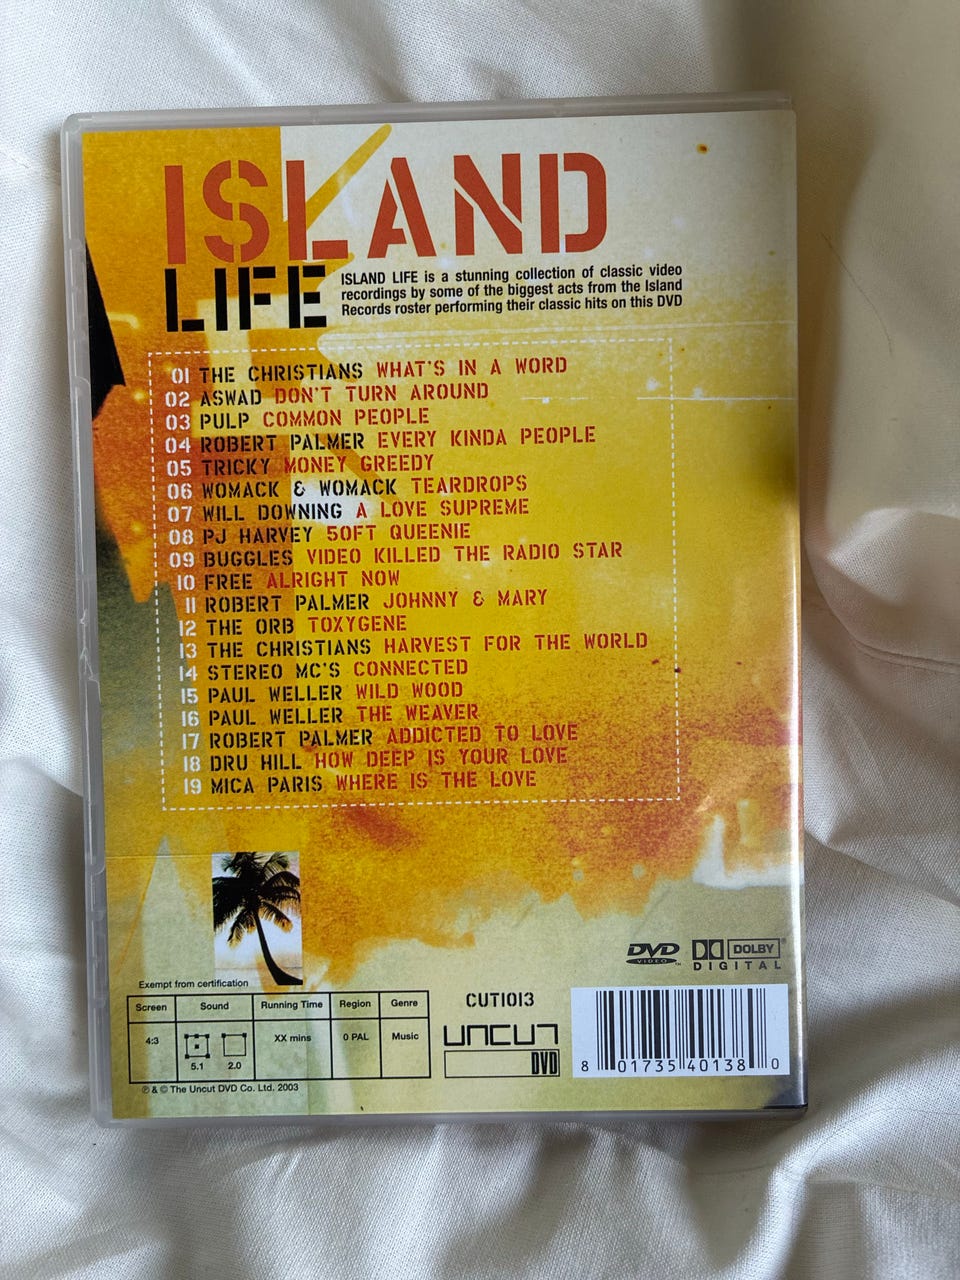 ISLAND
LIFE
ISLAND LIFE is a stunning collection of classic video
recordings by some of the biggest acts from the Island
Records roster performing their classic hits on this DVD
01 THE CHRISTIANS WHAT'S IN A WORD
02 ASWAD DON'T TURN AROUND
03 PULP COMMON PEOPLE
04 ROBERT PALMER EVERY KINDA PEOPLE
05 TRICKY MONEY GREEDY
06 WOMACK & WOMACK TEARDROPS
07 WILL DOWNING A LOVE SUPREME
08 PJ HARVEY 50FT QUEENIE
09 BUGGLES VIDEO KILLED THE RADIO STAR
10 FREE ALRIGHT NOW
11 ROBERT PALMER JOHNNY & MARY
12 THE ORB TOXYGENE
13 THE CHRISTIANS HARVEST FOR THE WORLD
14 STEREO MC'S CONNECTED
15 PAUL WELLER WILD WOOD
16 PAUL WELLER THE WEAVER
17 ROBERT PALMER ADDICTED TO LOVE
18 DRU HILL HOW DEEP IS YOUR LOVE
19 MICA PARIS WHERE IS THE LOVE
DVD
VIDEO
DOLBY
DIGITAL
Exempt from certification
Screen Sound Running Time Region Genre
4:3 XX mins 0 PAL Music
5.1 2.0
℗ & © The Uncut DVD Co. Ltd. 2003
CUT1013
UNCUT
DVD
8 01735 40138 0